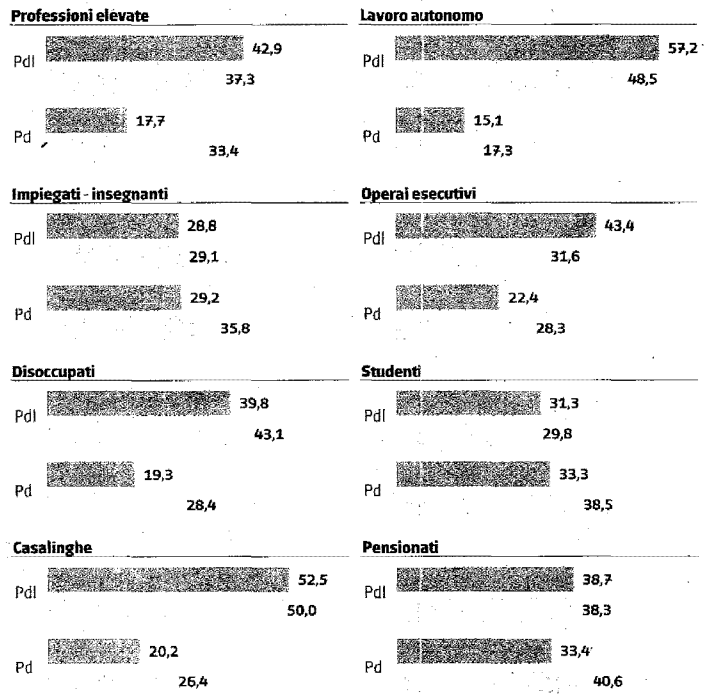 Professioni elevate
Pdl 42,9
37,3
Pd 17,7
33,4
Lavoro autonomo
Pdl 57,2
48,5
Pd 15,1
17,3
Impiegati - insegnanti
Pdl 28,8
29,1
Pd 29,2
35,8
Operai esecutivi
Pdl 43,4
31,6
Pd 22,4
28,3
Disoccupati
Pdl 39,8
43,1
Pd 19,3
28,4
Studenti
Pdl 31,3
29,8
Pd 33,3
38,5
Casalinghe
Pdl 52,5
50,0
Pd 20,2
26,4
Pensionati
Pdl 38,7
38,3
Pd 33,4
40,6